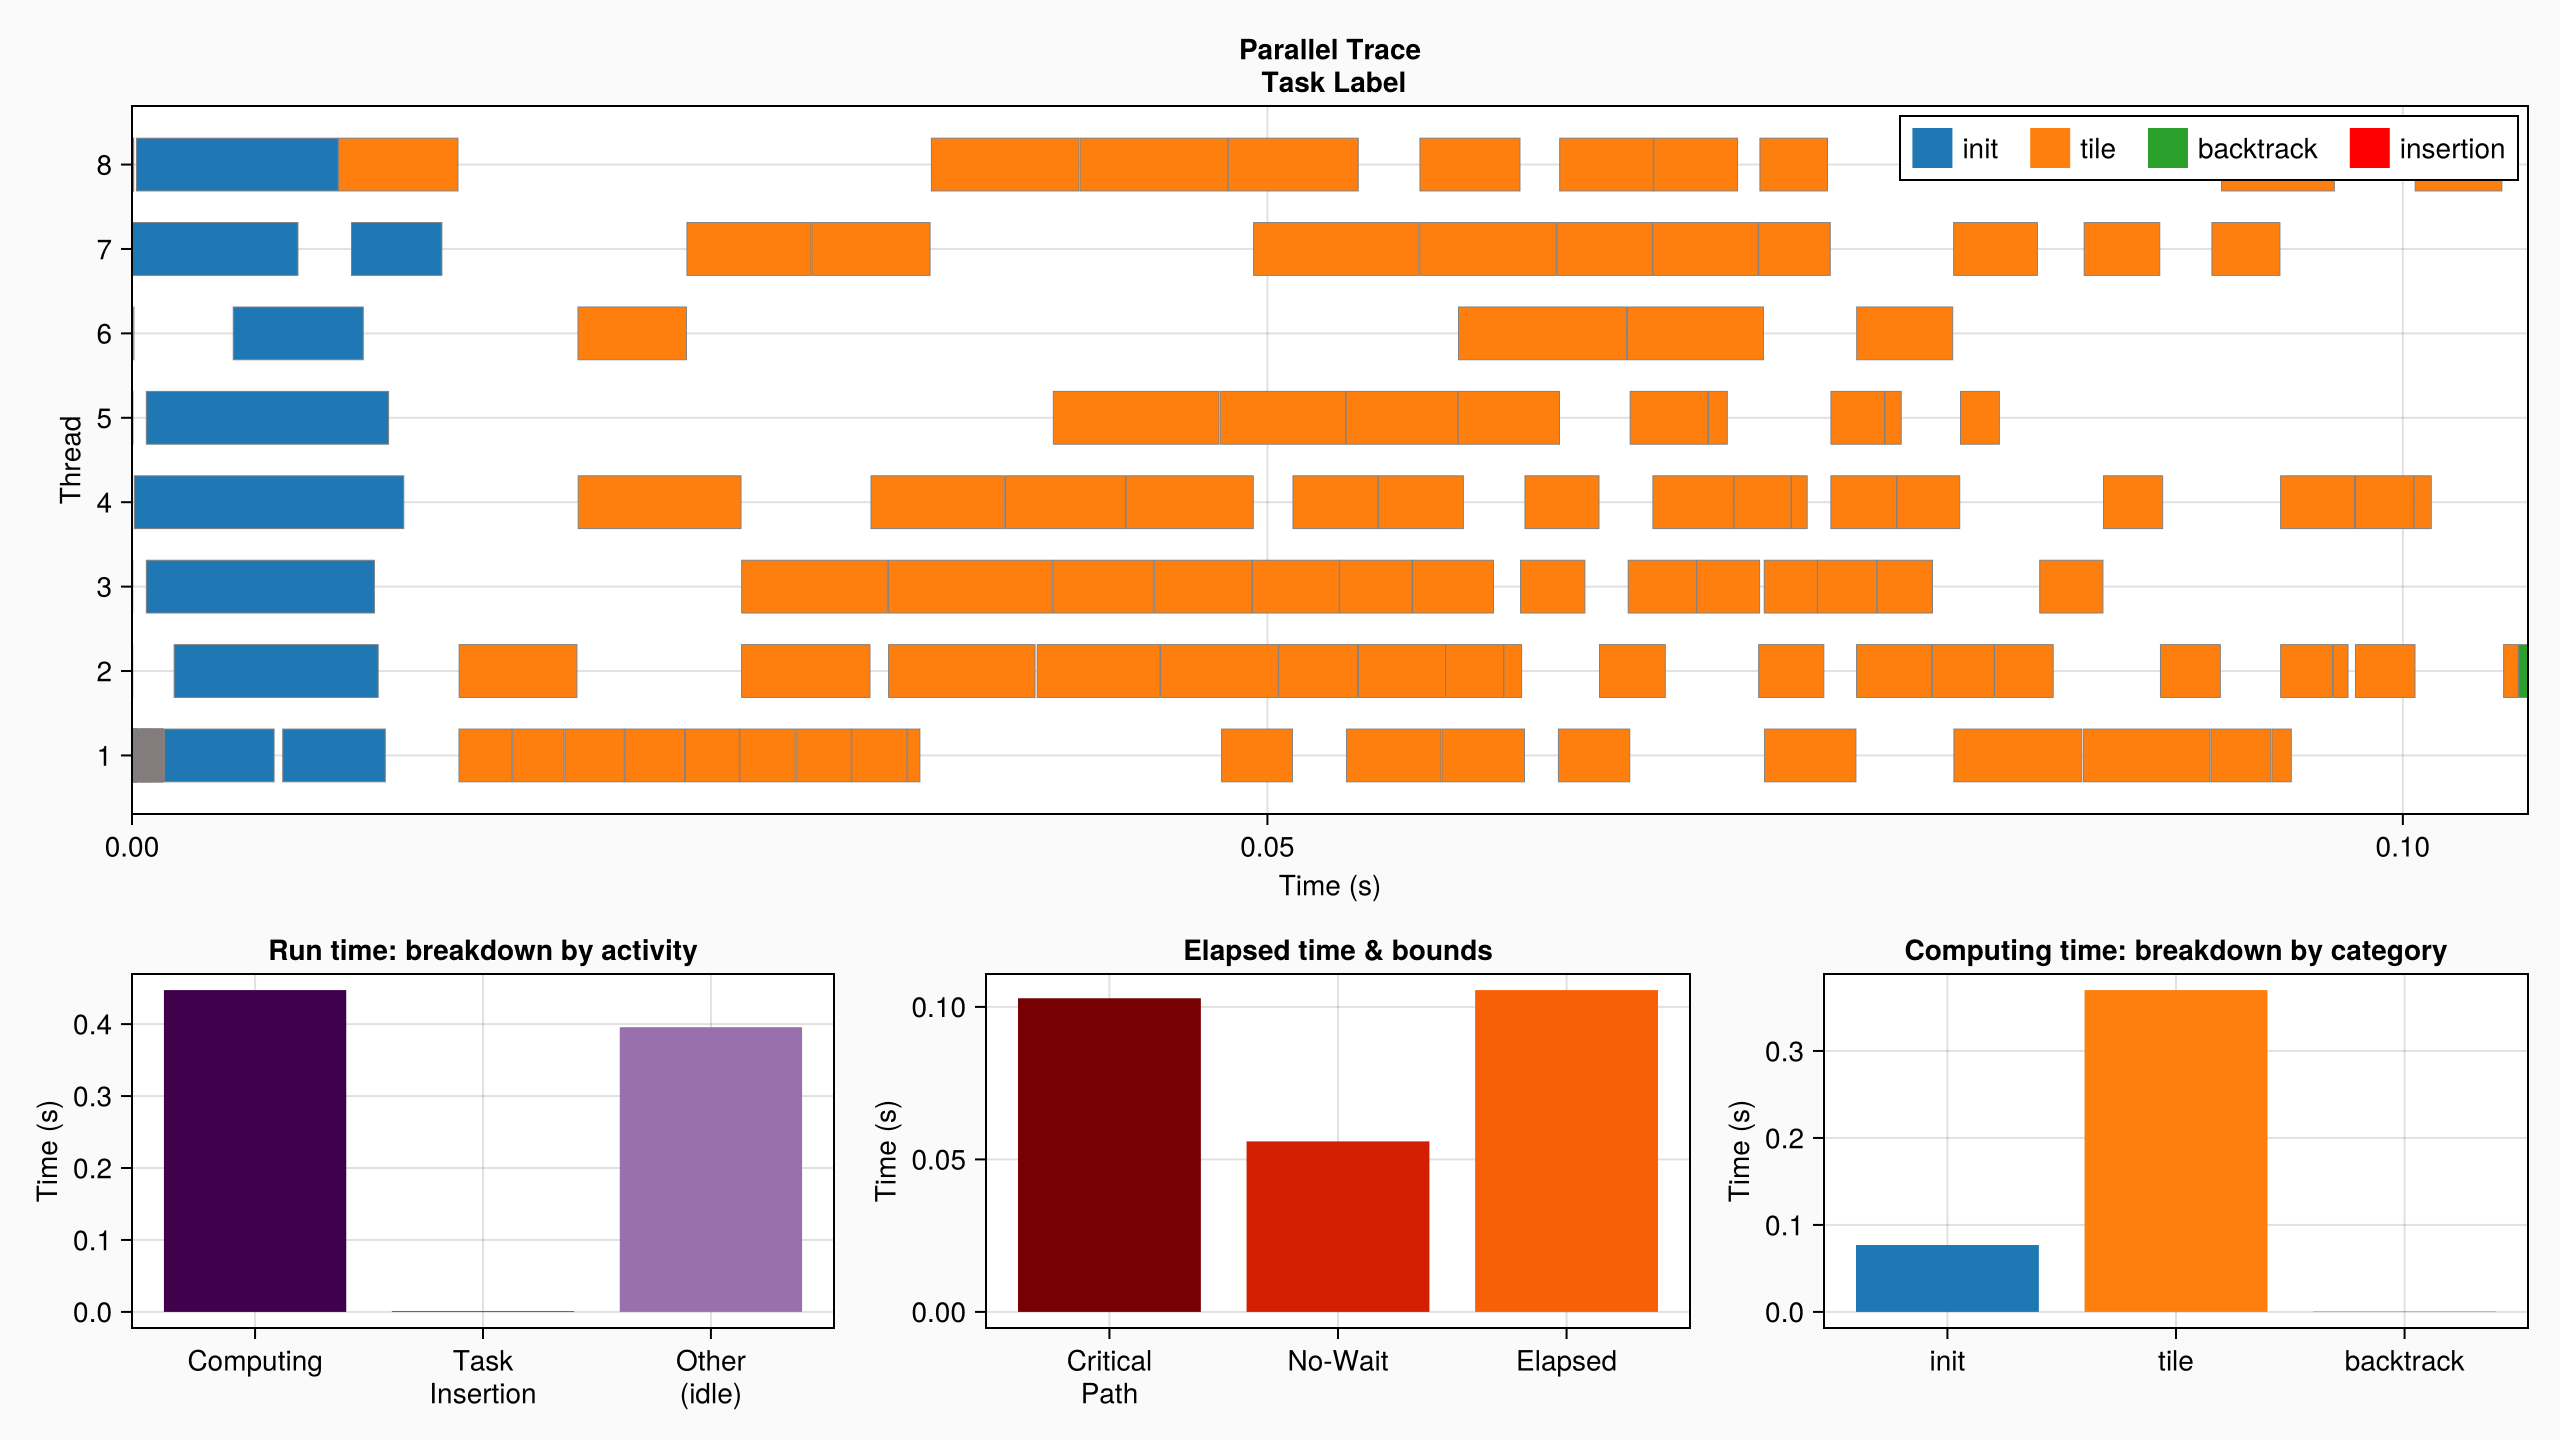 Parallel Trace
Task Label
init
tile
backtrack
insertion
8
7
6
5
4
3
2
1
Thread
0.00
0.05
0.10
Time (s)
Run time: breakdown by activity
0.4
0.3
0.2
0.1
0.0
Time (s)
Computing
Task
Insertion
Other
(idle)
Elapsed time & bounds
0.10
0.05
0.00
Time (s)
Critical
Path
No-Wait
Elapsed
Computing time: breakdown by category
0.3
0.2
0.1
0.0
Time (s)
init
tile
backtrack